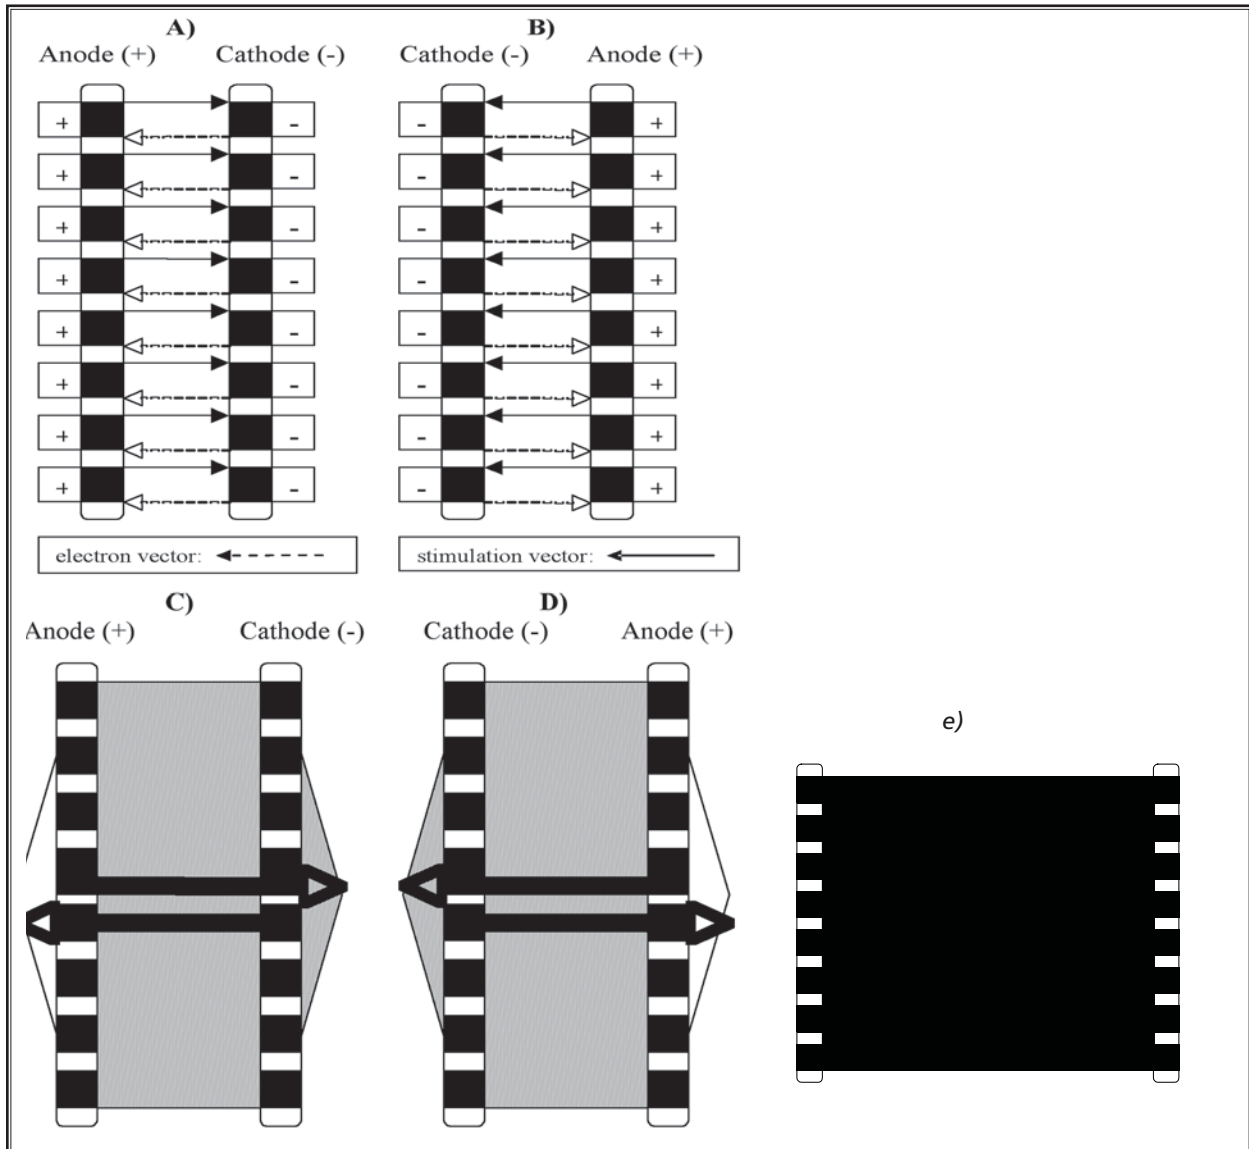 A)
Anode (+) Cathode (-)
+ -
+ -
+ -
+ -
+ -
+ -
+ -
+ -
electron vector:
B)
Cathode (-) Anode (+)
- +
- +
- +
- +
- +
- +
- +
- +
stimulation vector:
C)
Anode (+) Cathode (-)
D)
Cathode (-) Anode (+)
e)